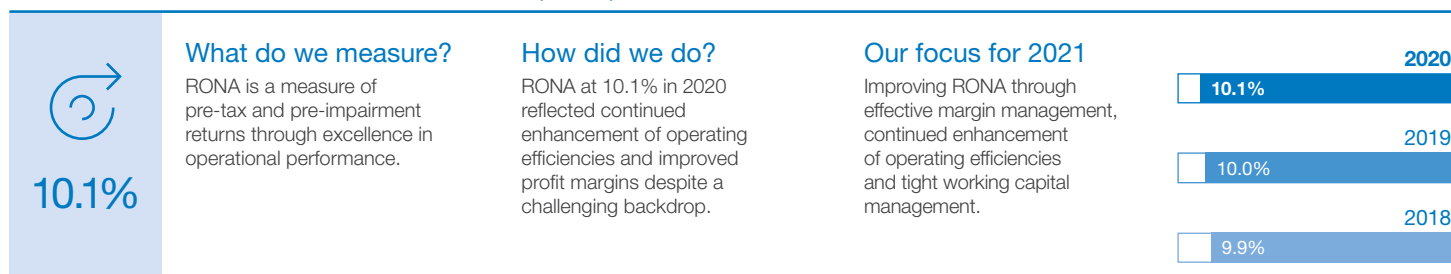 10.1%
What do we measure?
RONA is a measure of
pre-tax and pre-impairment
returns through excellence in
operational performance.
How did we do?
RONA at 10.1% in 2020
reflected continued
enhancement of operating
efficiencies and improved
profit margins despite a
challenging backdrop.
Our focus for 2021
Improving RONA through
effective margin management,
continued enhancement
of operating efficiencies
and tight working capital
management.
2020
10.1%
2019
10.0%
2018
9.9%